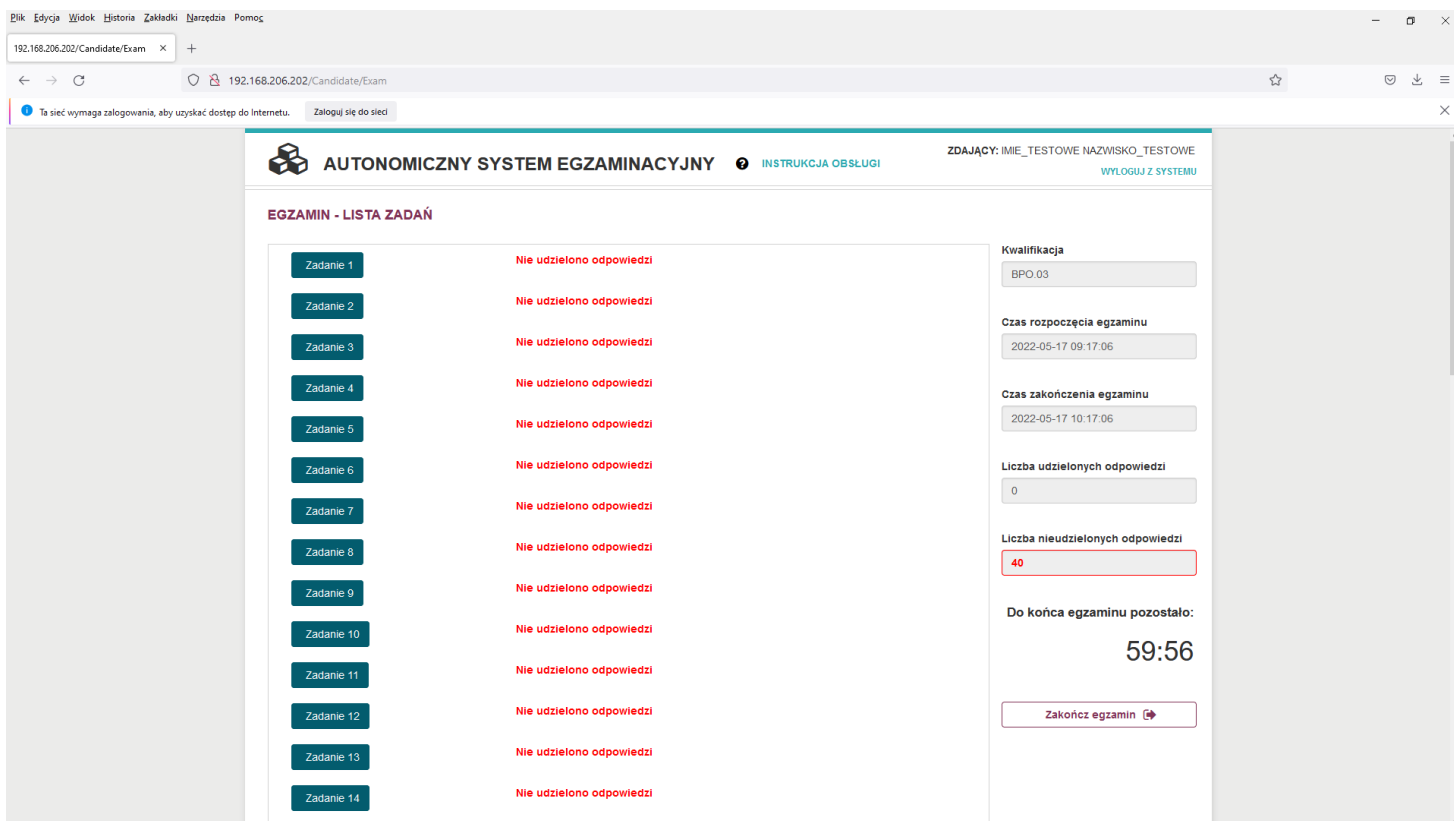 Plik Edycja Widok Historia Zakładki Narzędzia Pomoc
192.168.206.202/Candidate/Exam
192.168.206.202/Candidate/Exam
Ta sieć wymaga zalogowania, aby uzyskać dostęp do Internetu. Zaloguj się do sieci
AUTONOMICZNY SYSTEM EGZAMINACYJNY
INSTRUKCJA OBSŁUGI
ZDAJĄCY: IMIE_TESTOWE NAZWISKO_TESTOWE
WYLOGUJ Z SYSTEMU
EGZAMIN - LISTA ZADAŃ
Zadanie 1 Nie udzielono odpowiedzi
Zadanie 2 Nie udzielono odpowiedzi
Zadanie 3 Nie udzielono odpowiedzi
Zadanie 4 Nie udzielono odpowiedzi
Zadanie 5 Nie udzielono odpowiedzi
Zadanie 6 Nie udzielono odpowiedzi
Zadanie 7 Nie udzielono odpowiedzi
Zadanie 8 Nie udzielono odpowiedzi
Zadanie 9 Nie udzielono odpowiedzi
Zadanie 10 Nie udzielono odpowiedzi
Zadanie 11 Nie udzielono odpowiedzi
Zadanie 12 Nie udzielono odpowiedzi
Zadanie 13 Nie udzielono odpowiedzi
Zadanie 14 Nie udzielono odpowiedzi
Kwalifikacja
BPO.03
Czas rozpoczęcia egzaminu
2022-05-17 09:17:06
Czas zakończenia egzaminu
2022-05-17 10:17:06
Liczba udzielonych odpowiedzi
0
Liczba nieudzielonych odpowiedzi
40
Do końca egzaminu pozostało:
59:56
Zakończ egzamin